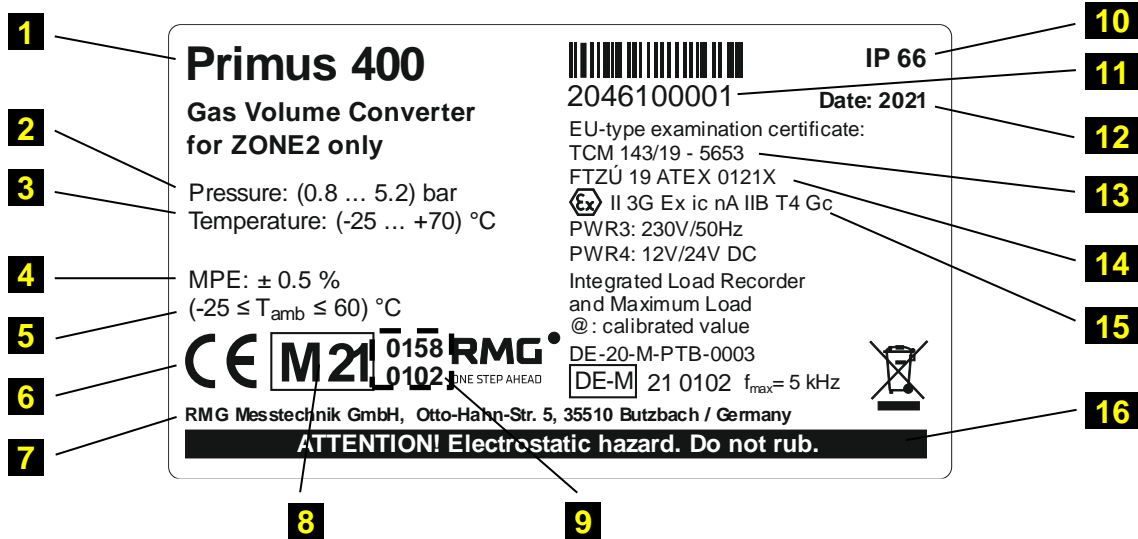 1
2
3
4
5
6
7
Primus 400
Gas Volume Converter
for ZONE2 only
Pressure: (0.8 ... 5.2) bar
Temperature: (-25 ... +70) °C
MPE: ± 0.5 %
(-25 ≤ Tamb ≤ 60) °C
CE M 21 0158
0102
RMG
ONE STEP AHEAD
2046100001
IP 66
Date: 2021
EU-type examination certificate:
TCM 143/19 - 5653
FTZÚ 19 ATEX 0121X
Ex II 3G Ex ic nA IIB T4 Gc
PWR3: 230V/50Hz
PWR4: 12V/24V DC
Integrated Load Recorder
and Maximum Load
@: calibrated value
DE-20-M-PTB-0003
DE-M 21 0102 fmax= 5 kHz
RMG Messtechnik GmbH, Otto-Hahn-Str. 5, 35510 Butzbach / Germany
ATTENTION! Electrostatic hazard. Do not rub.
8
9
10
11
12
13
14
15
16